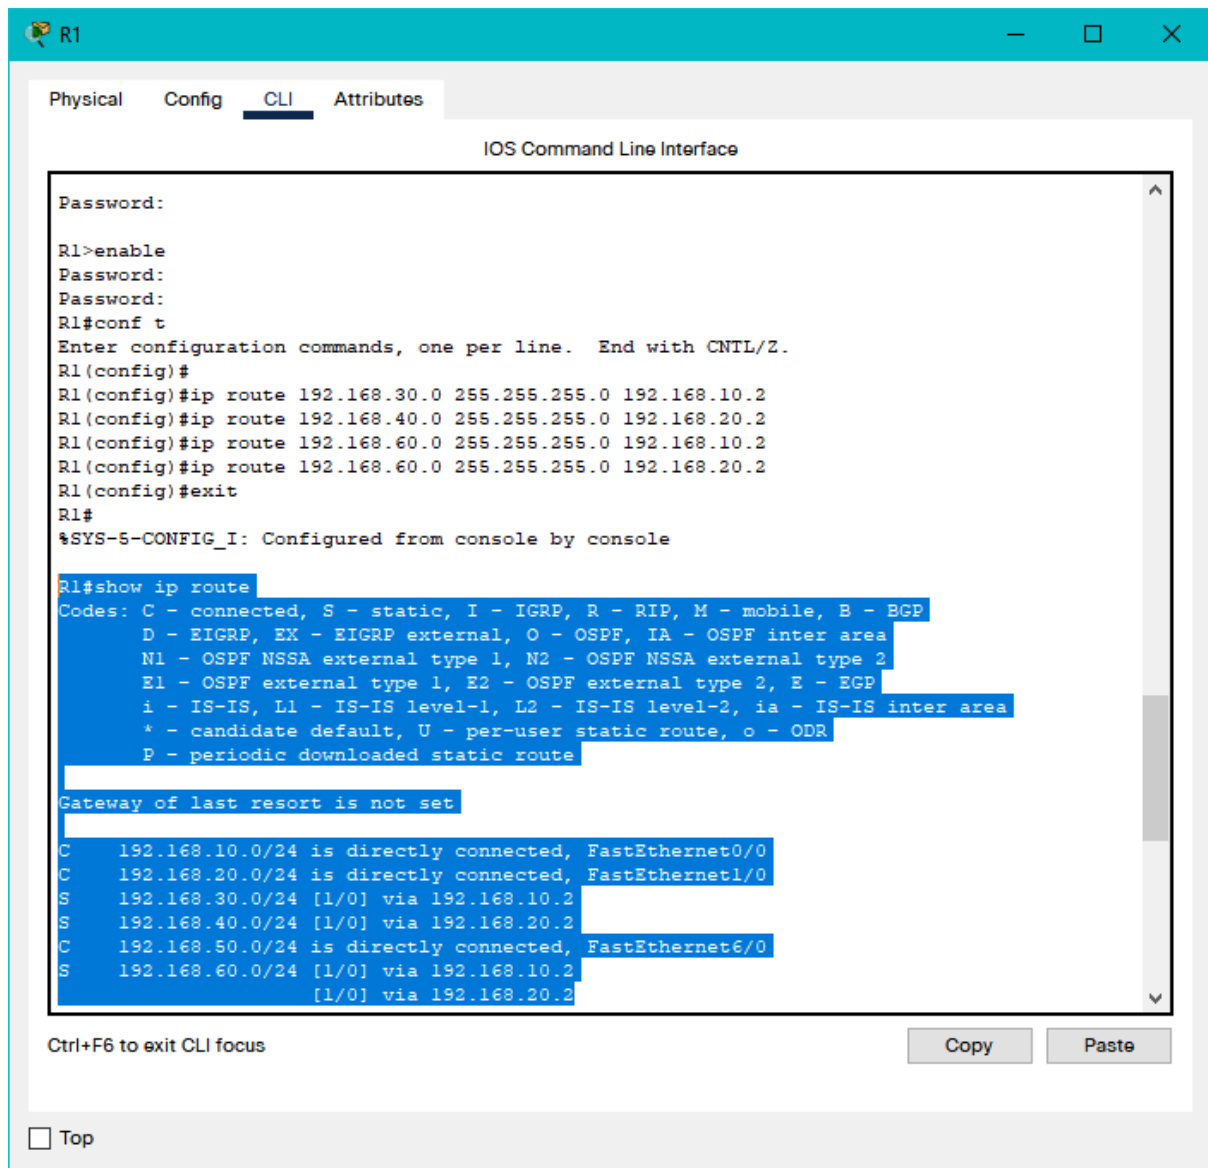 R1
Physical Config CLI Attributes
IOS Command Line Interface
Password:
R1>enable
Password:
Password:
R1#conf t
Enter configuration commands, one per line.  End with CNTL/Z.
R1(config)#
R1(config)#ip route 192.168.30.0 255.255.255.0 192.168.10.2
R1(config)#ip route 192.168.40.0 255.255.255.0 192.168.20.2
R1(config)#ip route 192.168.60.0 255.255.255.0 192.168.10.2
R1(config)#ip route 192.168.60.0 255.255.255.0 192.168.20.2
R1(config)#exit
R1#
%SYS-5-CONFIG_I: Configured from console by console
R1#show ip route
Codes: C - connected, S - static, I - IGRP, R - RIP, M - mobile, B - BGP
       D - EIGRP, EX - EIGRP external, O - OSPF, IA - OSPF inter area
       N1 - OSPF NSSA external type 1, N2 - OSPF NSSA external type 2
       E1 - OSPF external type 1, E2 - OSPF external type 2, E - EGP
       i - IS-IS, L1 - IS-IS level-1, L2 - IS-IS level-2, ia - IS-IS inter area
       * - candidate default, U - per-user static route, o - ODR
       P - periodic downloaded static route
Gateway of last resort is not set
C    192.168.10.0/24 is directly connected, FastEthernet0/0
C    192.168.20.0/24 is directly connected, FastEthernet1/0
S    192.168.30.0/24 [1/0] via 192.168.10.2
S    192.168.40.0/24 [1/0] via 192.168.20.2
C    192.168.50.0/24 is directly connected, FastEthernet6/0
S    192.168.60.0/24 [1/0] via 192.168.10.2
                     [1/0] via 192.168.20.2
Ctrl+F6 to exit CLI focus
Copy Paste
Top